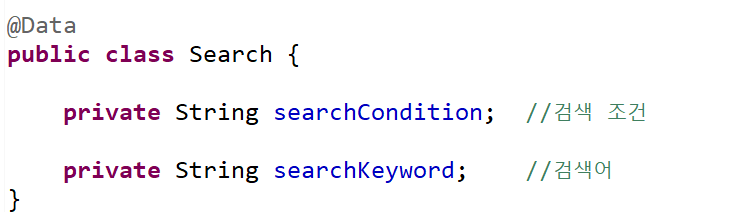 @Data
public class Search {
private String searchCondition; //검색 조건
private String searchKeyword; //검색어
}